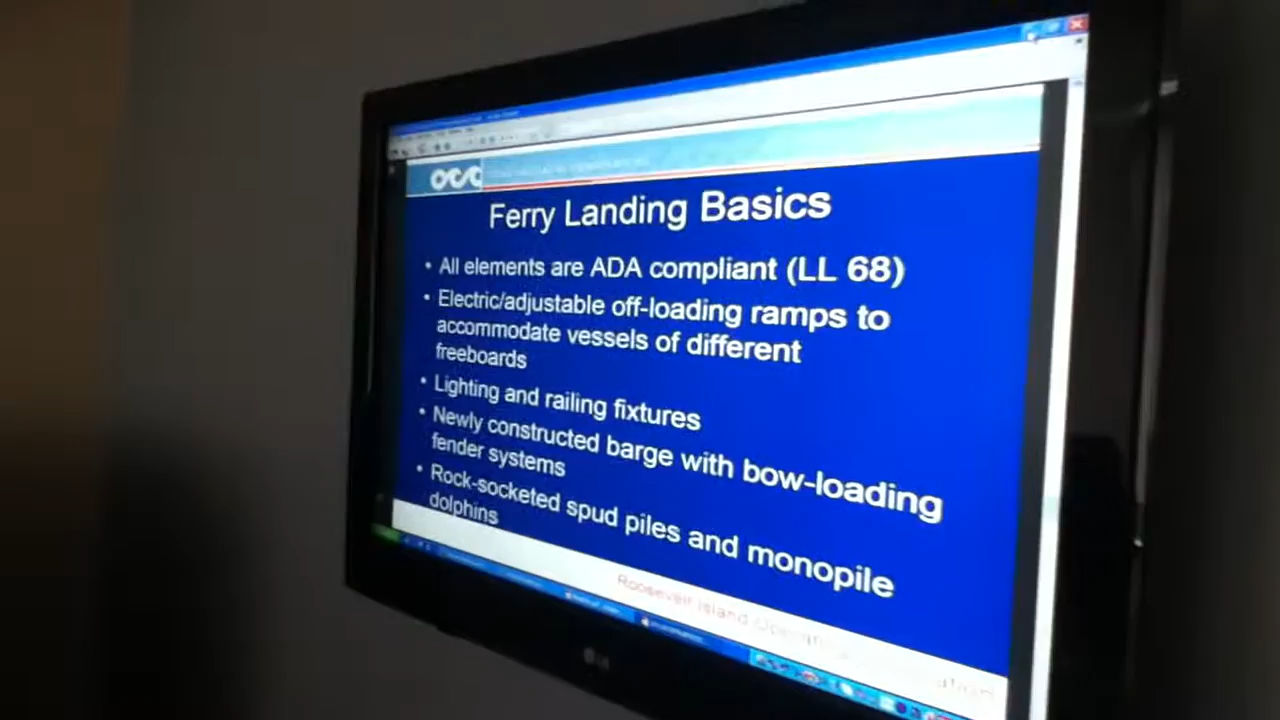 Ferry Landing Basics
• All elements are ADA compliant (LL 68)
• Electric/adjustable off-loading ramps to
accommodate vessels of different
freeboards
• Lighting and railing fixtures
• Newly constructed barge with bow-loading
fender systems
• Rock-socketed spud piles and monopile
dolphins
Roosevelt Island
LG